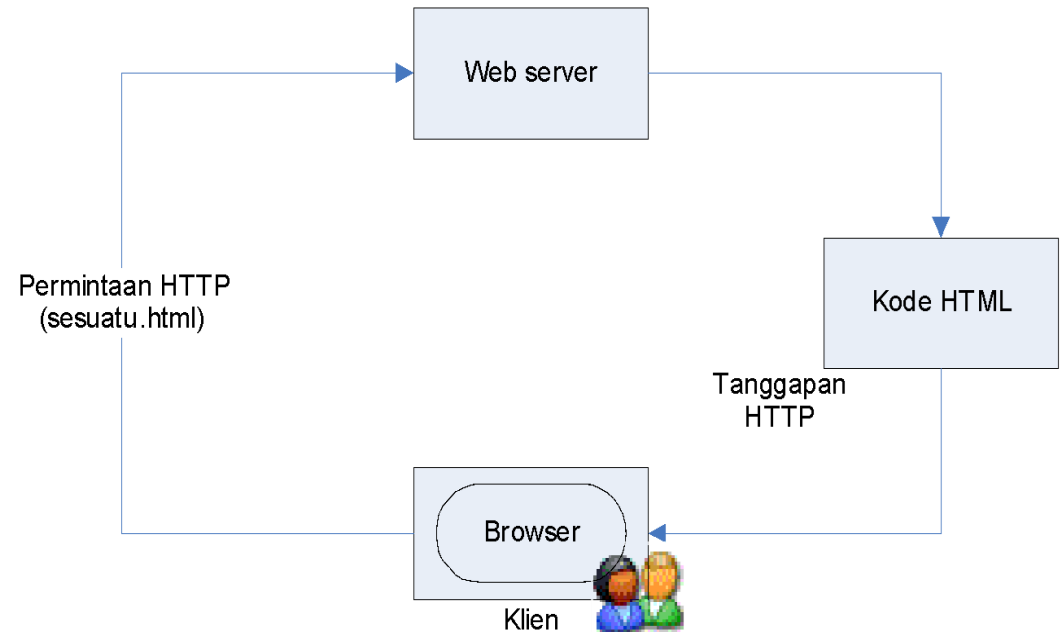 Web server
Permintaan HTTP
(sesuatu.html)
Kode HTML
Tanggapan
HTTP
Browser
Klien